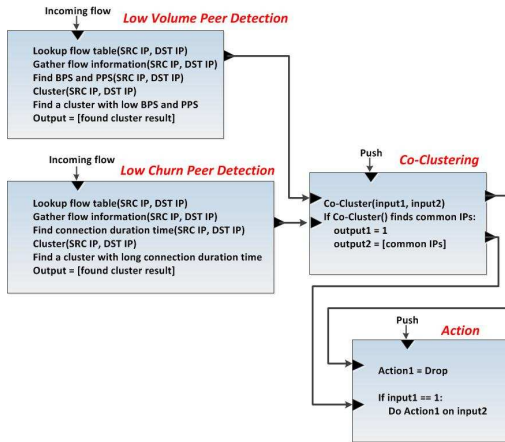 Incoming flow
Low Volume Peer Detection
Lookup flow table(SRC IP, DST IP)
Gather flow information(SRC IP, DST IP)
Find BPS and PPS(SRC IP, DST IP)
Cluster(SRC IP, DST IP)
Find a cluster with low BPS and PPS
Output = [found cluster result]
Incoming flow
Low Churn Peer Detection
Lookup flow table(SRC IP, DST IP)
Gather flow information(SRC IP, DST IP)
Find connection duration time(SRC IP, DST IP)
Cluster(SRC IP, DST IP)
Find a cluster with long connection duration time
Output = [found cluster result]
Push
Co-Clustering
Co-Cluster(input1, input2)
If Co-Cluster() finds common IPs:
output1 = 1
output2 = [common IPs]
Push
Action
Action1 = Drop
If input1 == 1:
Do Action1 on input2